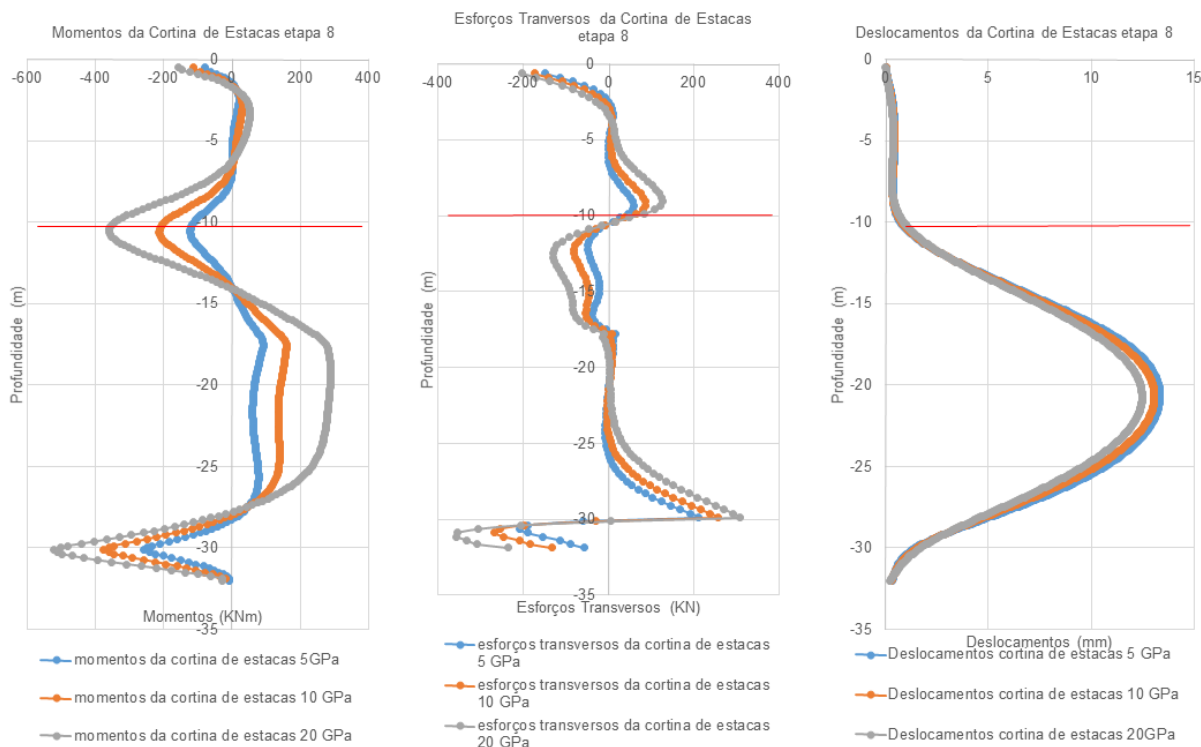 Momentos da Cortina de Estacas etapa 8
-600
-400
-200
0
200
400
0
-5
-10
-15
-20
-25
-30
-35
Profundidade (m)
Momentos (KNm)
momentos da cortina de estacas 5GPa
momentos da cortina de estacas 10 GPa
momentos da cortina de estacas 20 GPa
Esforços Tranversos da Cortina de Estacas
etapa 8
-400
-200
0
200
400
0
-5
-10
-15
-20
-25
-30
-35
Profundidade (m)
Esforços Transversos (KN)
esforços transversos da cortina de estacas
5 GPa
esforços transversos da cortina de estacas
10 GPa
esforços transversos da cortina de estacas
20 GPa
Deslocamentos da Cortina de Estacas etapa 8
0
5
10
15
0
-5
-10
-15
-20
-25
-30
-35
Profundidade (m)
Deslocamentos (mm)
Deslocamentos cortina de estacas 5 GPa
Deslocamentos cortina de estacas 10 GPa
Deslocamentos cortina de estacas 20GPa